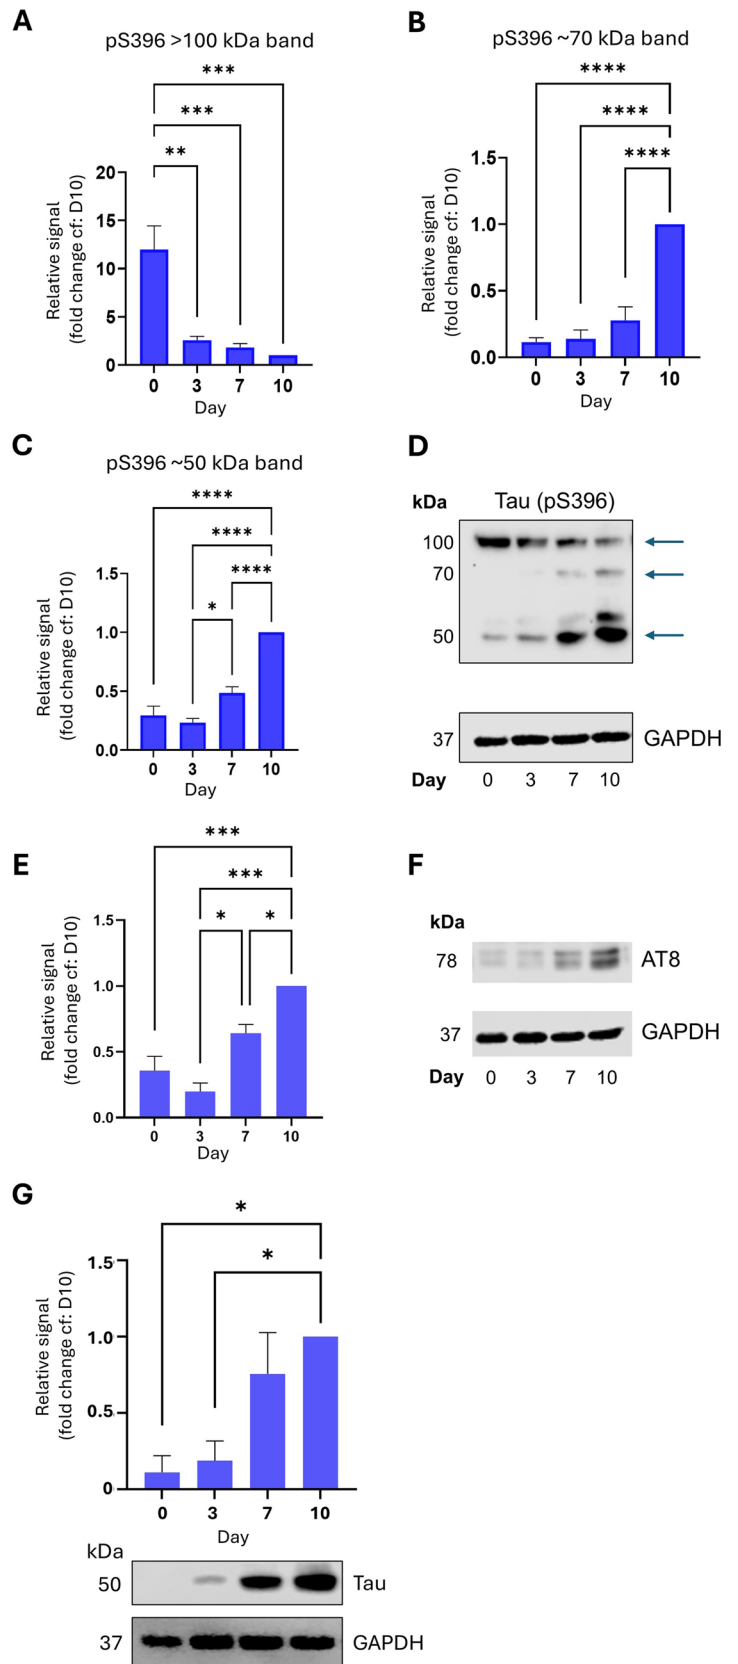 A
pS396 >100 kDa band
***
***
**
Relative signal
(fold change cf: D10)
20
15
10
5
0
0 3 7 10
Day
B
pS396 ~70 kDa band
****
****
****
Relative signal
(fold change cf: D10)
1.5
1.0
0.5
0.0
0 3 7 10
Day
C
pS396 ~50 kDa band
****
****
****
*
Relative signal
(fold change cf: D10)
1.5
1.0
0.5
0.0
0 3 7 10
Day
D
kDa Tau (pS396)
100
70
50
37 GAPDH
Day 0 3 7 10
E
***
***
* *
Relative signal
(fold change cf: D10)
1.5
1.0
0.5
0.0
0 3 7 10
Day
F
kDa
78 AT8
37 GAPDH
Day 0 3 7 10
G
*
*
Relative signal
(fold change cf: D10)
1.5
1.0
0.5
0
0 3 7 10
Day
kDa
50 Tau
37 GAPDH